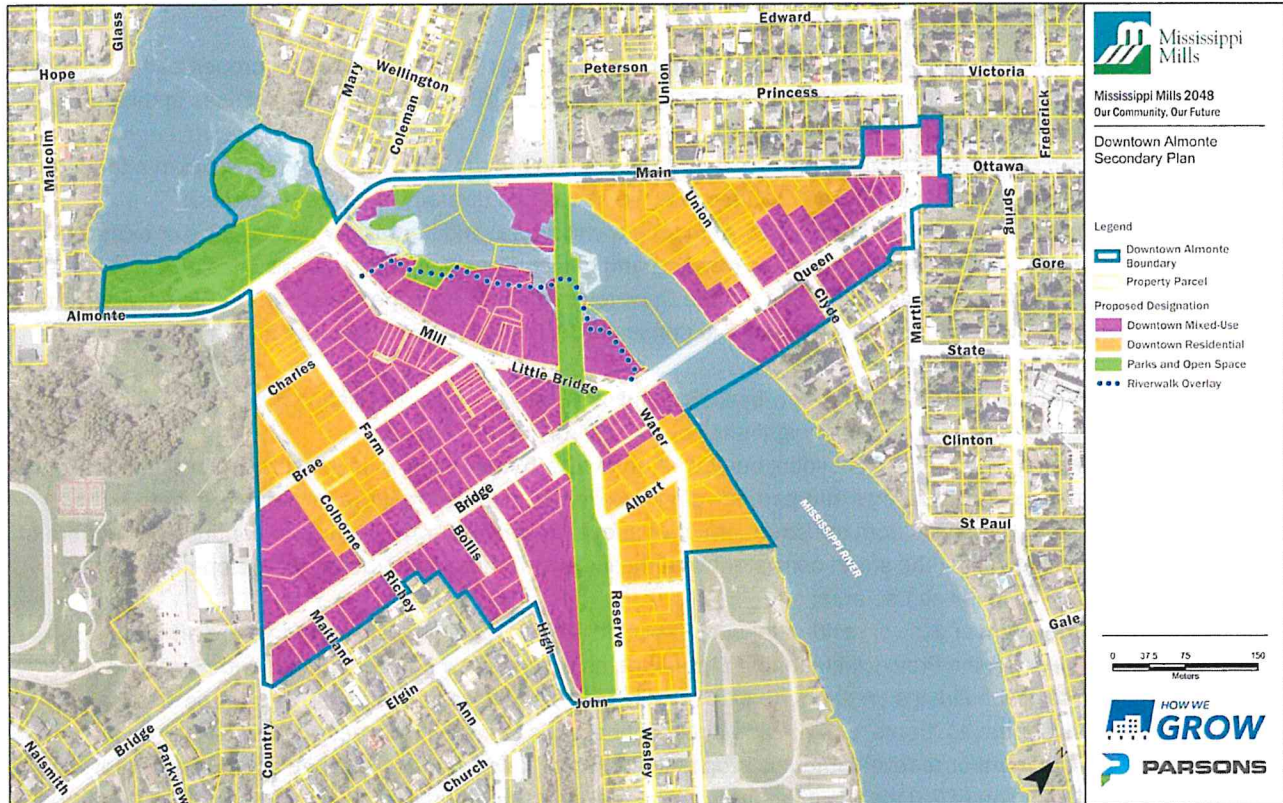 Glass
Hope
Malcolm
Mary
Wellington
Coleman
Edward
Peterson
Union
Princess
Victoria
Frederick
Main
Ottawa
Union
Spring
Gore
Queen
Clyde
Martin
State
Almonte
Mill
Little Bridge
Charles
Farm
Brae
Colborne
Bridge
Water
Albert
Clinton
St Paul
MISSISSIPPI RIVER
Bollis
Richey
Maitland
High
Reserve
Gale
Elgin
Ann
John
Bridge
Naismith
Parkview
Country
Church
Wesley
N
Mississippi
Mills
Mississippi Mills 2048
Our Community, Our Future
Downtown Almonte
Secondary Plan
Legend
Downtown Almonte
Boundary
Property Parcel
Proposed Designation
Downtown Mixed-Use
Downtown Residential
Parks and Open Space
Riverwalk Overlay
0 37.5 75 150
Meters
HOW WE
GROW
PARSONS